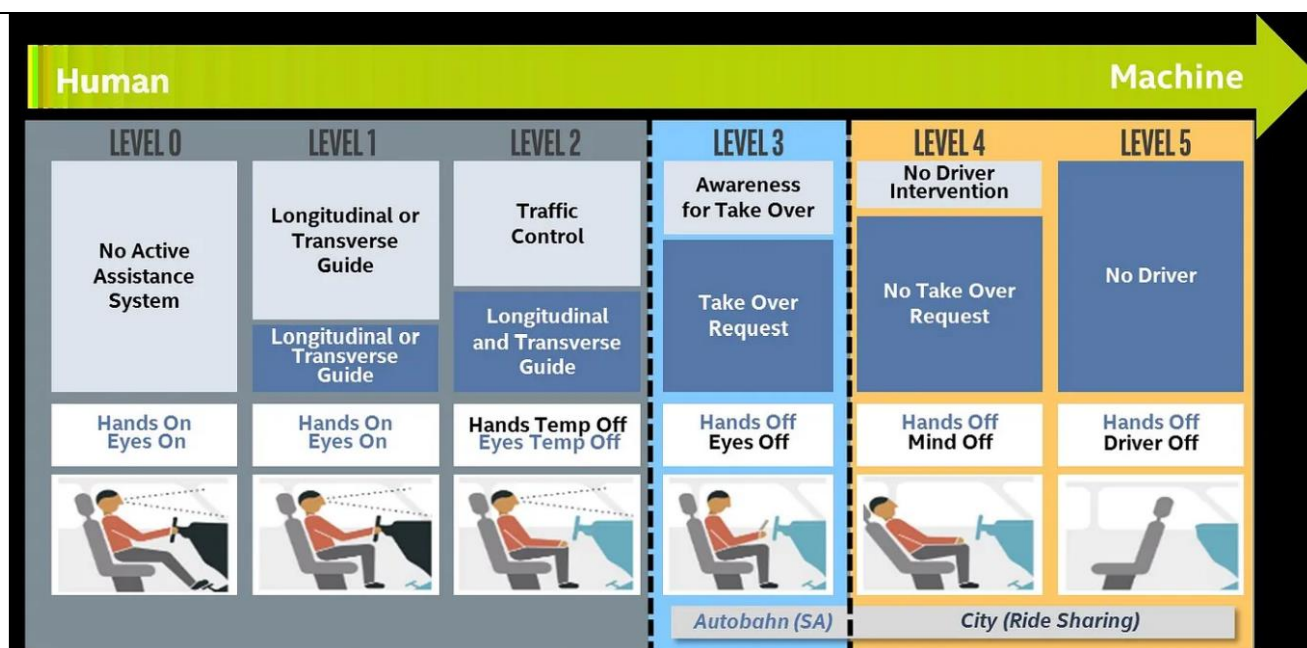 Human
Machine
LEVEL 0
LEVEL 1
LEVEL 2
LEVEL 3
LEVEL 4
LEVEL 5
No Active
Assistance
System
Longitudinal or
Transverse
Guide
Longitudinal or
Transverse
Guide
Traffic
Control
Longitudinal
and Transverse
Guide
Awareness
for Take Over
Take Over
Request
No Driver
Intervention
No Take Over
Request
No Driver
Hands On
Eyes On
Hands On
Eyes On
Hands Temp Off
Eyes Temp Off
Hands Off
Eyes Off
Hands Off
Mind Off
Hands Off
Driver Off
Autobahn (SA)
City (Ride Sharing)